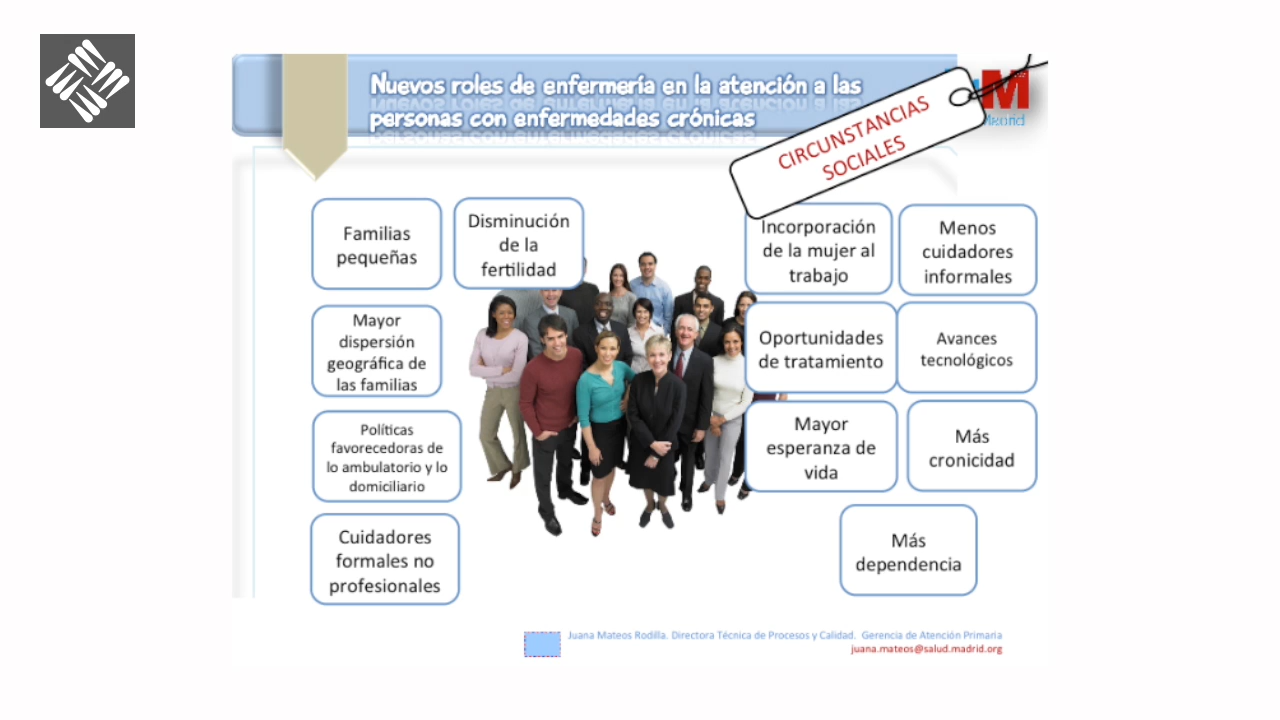 Nuevos roles de enfermería en la atención a las
personas con enfermedades crónicas
M
Madrid
CIRCUNSTANCIAS
SOCIALES
Familias
pequeñas
Disminución
de la
fertilidad
Incorporación
de la mujer al
trabajo
Menos
cuidadores
informales
Mayor
dispersión
geográfica de
las familias
Oportunidades
de tratamiento
Avances
tecnológicos
Políticas
favorecedoras de
lo ambulatorio y lo
domiciliario
Mayor
esperanza de
vida
Más
cronicidad
Cuidadores
formales no
profesionales
Más
dependencia
Juana Mateos Rodilla. Directora Técnica de Procesos y Calidad. Gerencia de Atención Primaria
juana.mateos@salud.madrid.org